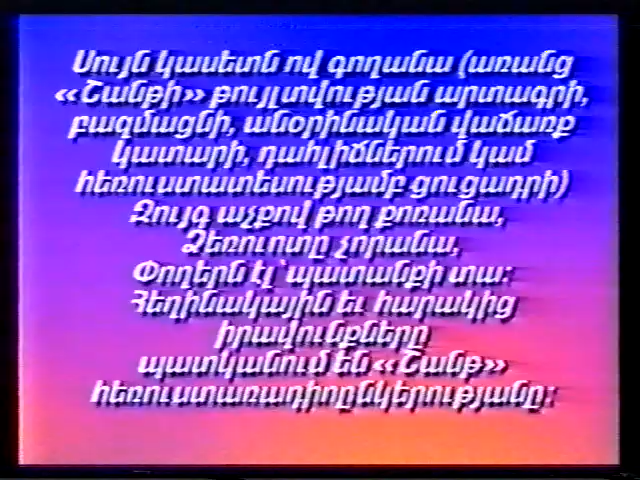 Սույն կասետն ով գողանա (առանց
«Շանթի» թույլտվության արտագրի,
բազմացնի, անօրինական վաճառք
կատարի, դահլիճներում կամ
հեռուստատեսությամբ ցուցադրի)
Զույգ աչքով թող քոռանա,
Ձեռուոտը չորանա,
Փողերն էլ՝ պատանքի տա:
Հեղինակային եւ հարակից
իրավունքները
պատկանում են «Շանթ»
հեռուստառադիոընկերությանը: